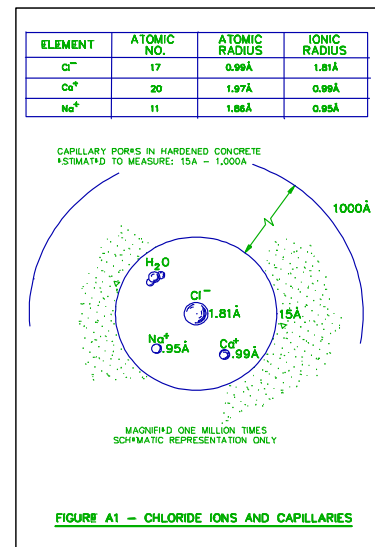 ELEMENT ATOMIC NO. ATOMIC RADIUS IONIC RADIUS
Cl⁻ 17 0.99Å 1.81Å
Ca⁺ 20 1.97Å 0.99Å
Na⁺ 11 1.86Å 0.95Å
CAPILLARY PORES IN HARDENED CONCRETE
ESTIMATED TO MEASURE: 15A – 1.000A
1000Å
H₂O
Cl⁻
1.81Å
15Å
Na⁺
.95Å
Ca⁺
.99Å
MAGNIFIED ONE MILLION TIMES
SCHEMATIC REPRESENTATION ONLY
FIGURE A1 – CHLORIDE IONS AND CAPILLARIES